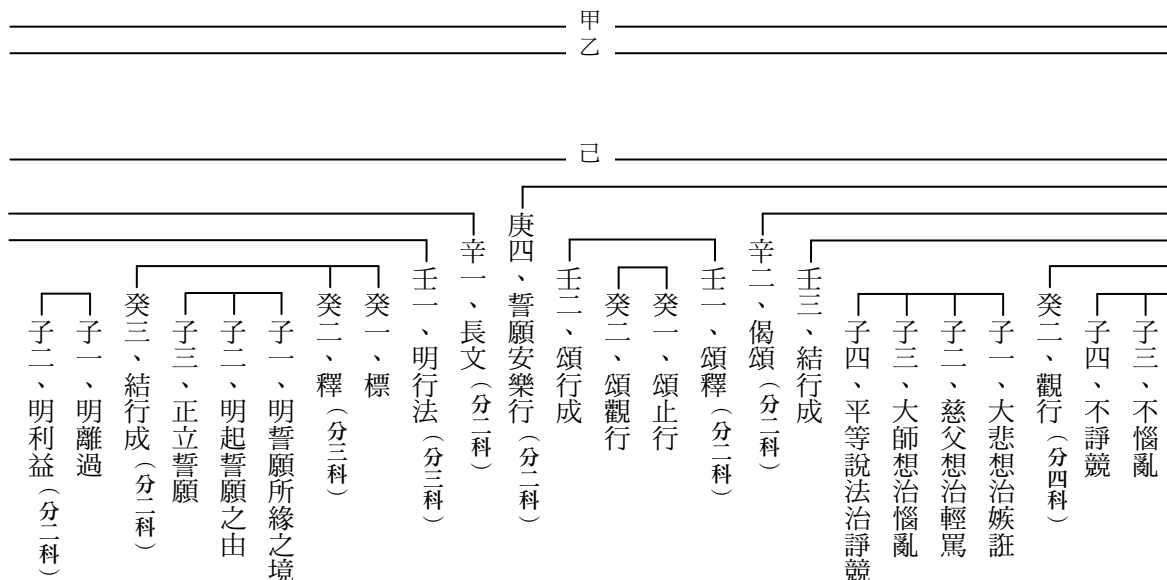 甲
乙
己
子三、不惱亂
子四、不諍競
癸二、觀行（分四科）
子一、大悲想治嫉誑
子二、慈父想治輕罵
子三、大師想治惱亂
子四、平等說法治諍競
壬三、結行成
辛二、偈頌（分二科）
壬一、頌釋（分二科）
癸一、頌止行
癸二、頌觀行
壬二、頌行成
庚四、誓願安樂行（分二科）
辛一、長文（分二科）
壬一、明行法（分三科）
癸一、標
癸二、釋（分三科）
子一、明誓願所緣之境
子二、明起誓願之由
子三、正立誓願
癸三、結行成（分二科）
子一、明離過
子二、明利益（分二科）